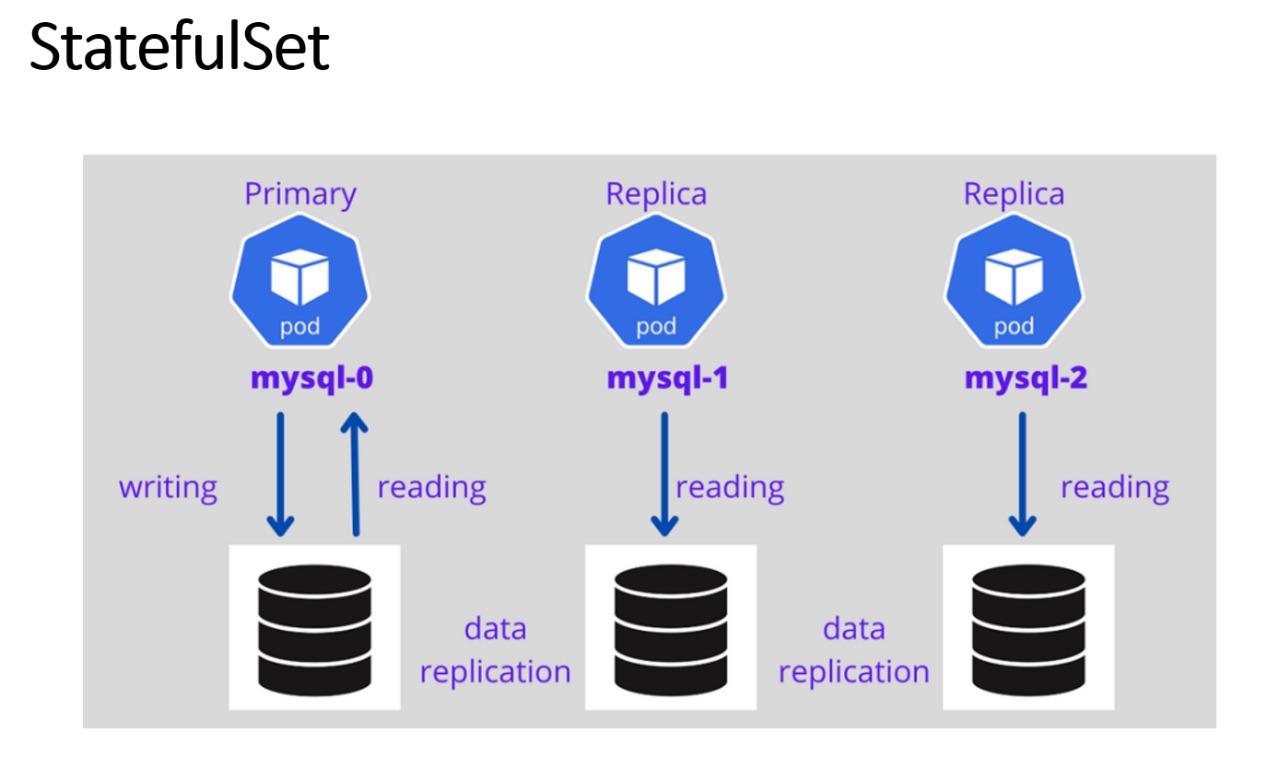 StatefulSet
Primary
Replica
Replica
pod
pod
pod
mysql-0
mysql-1
mysql-2
writing
reading
reading
reading
data
replication
data
replication